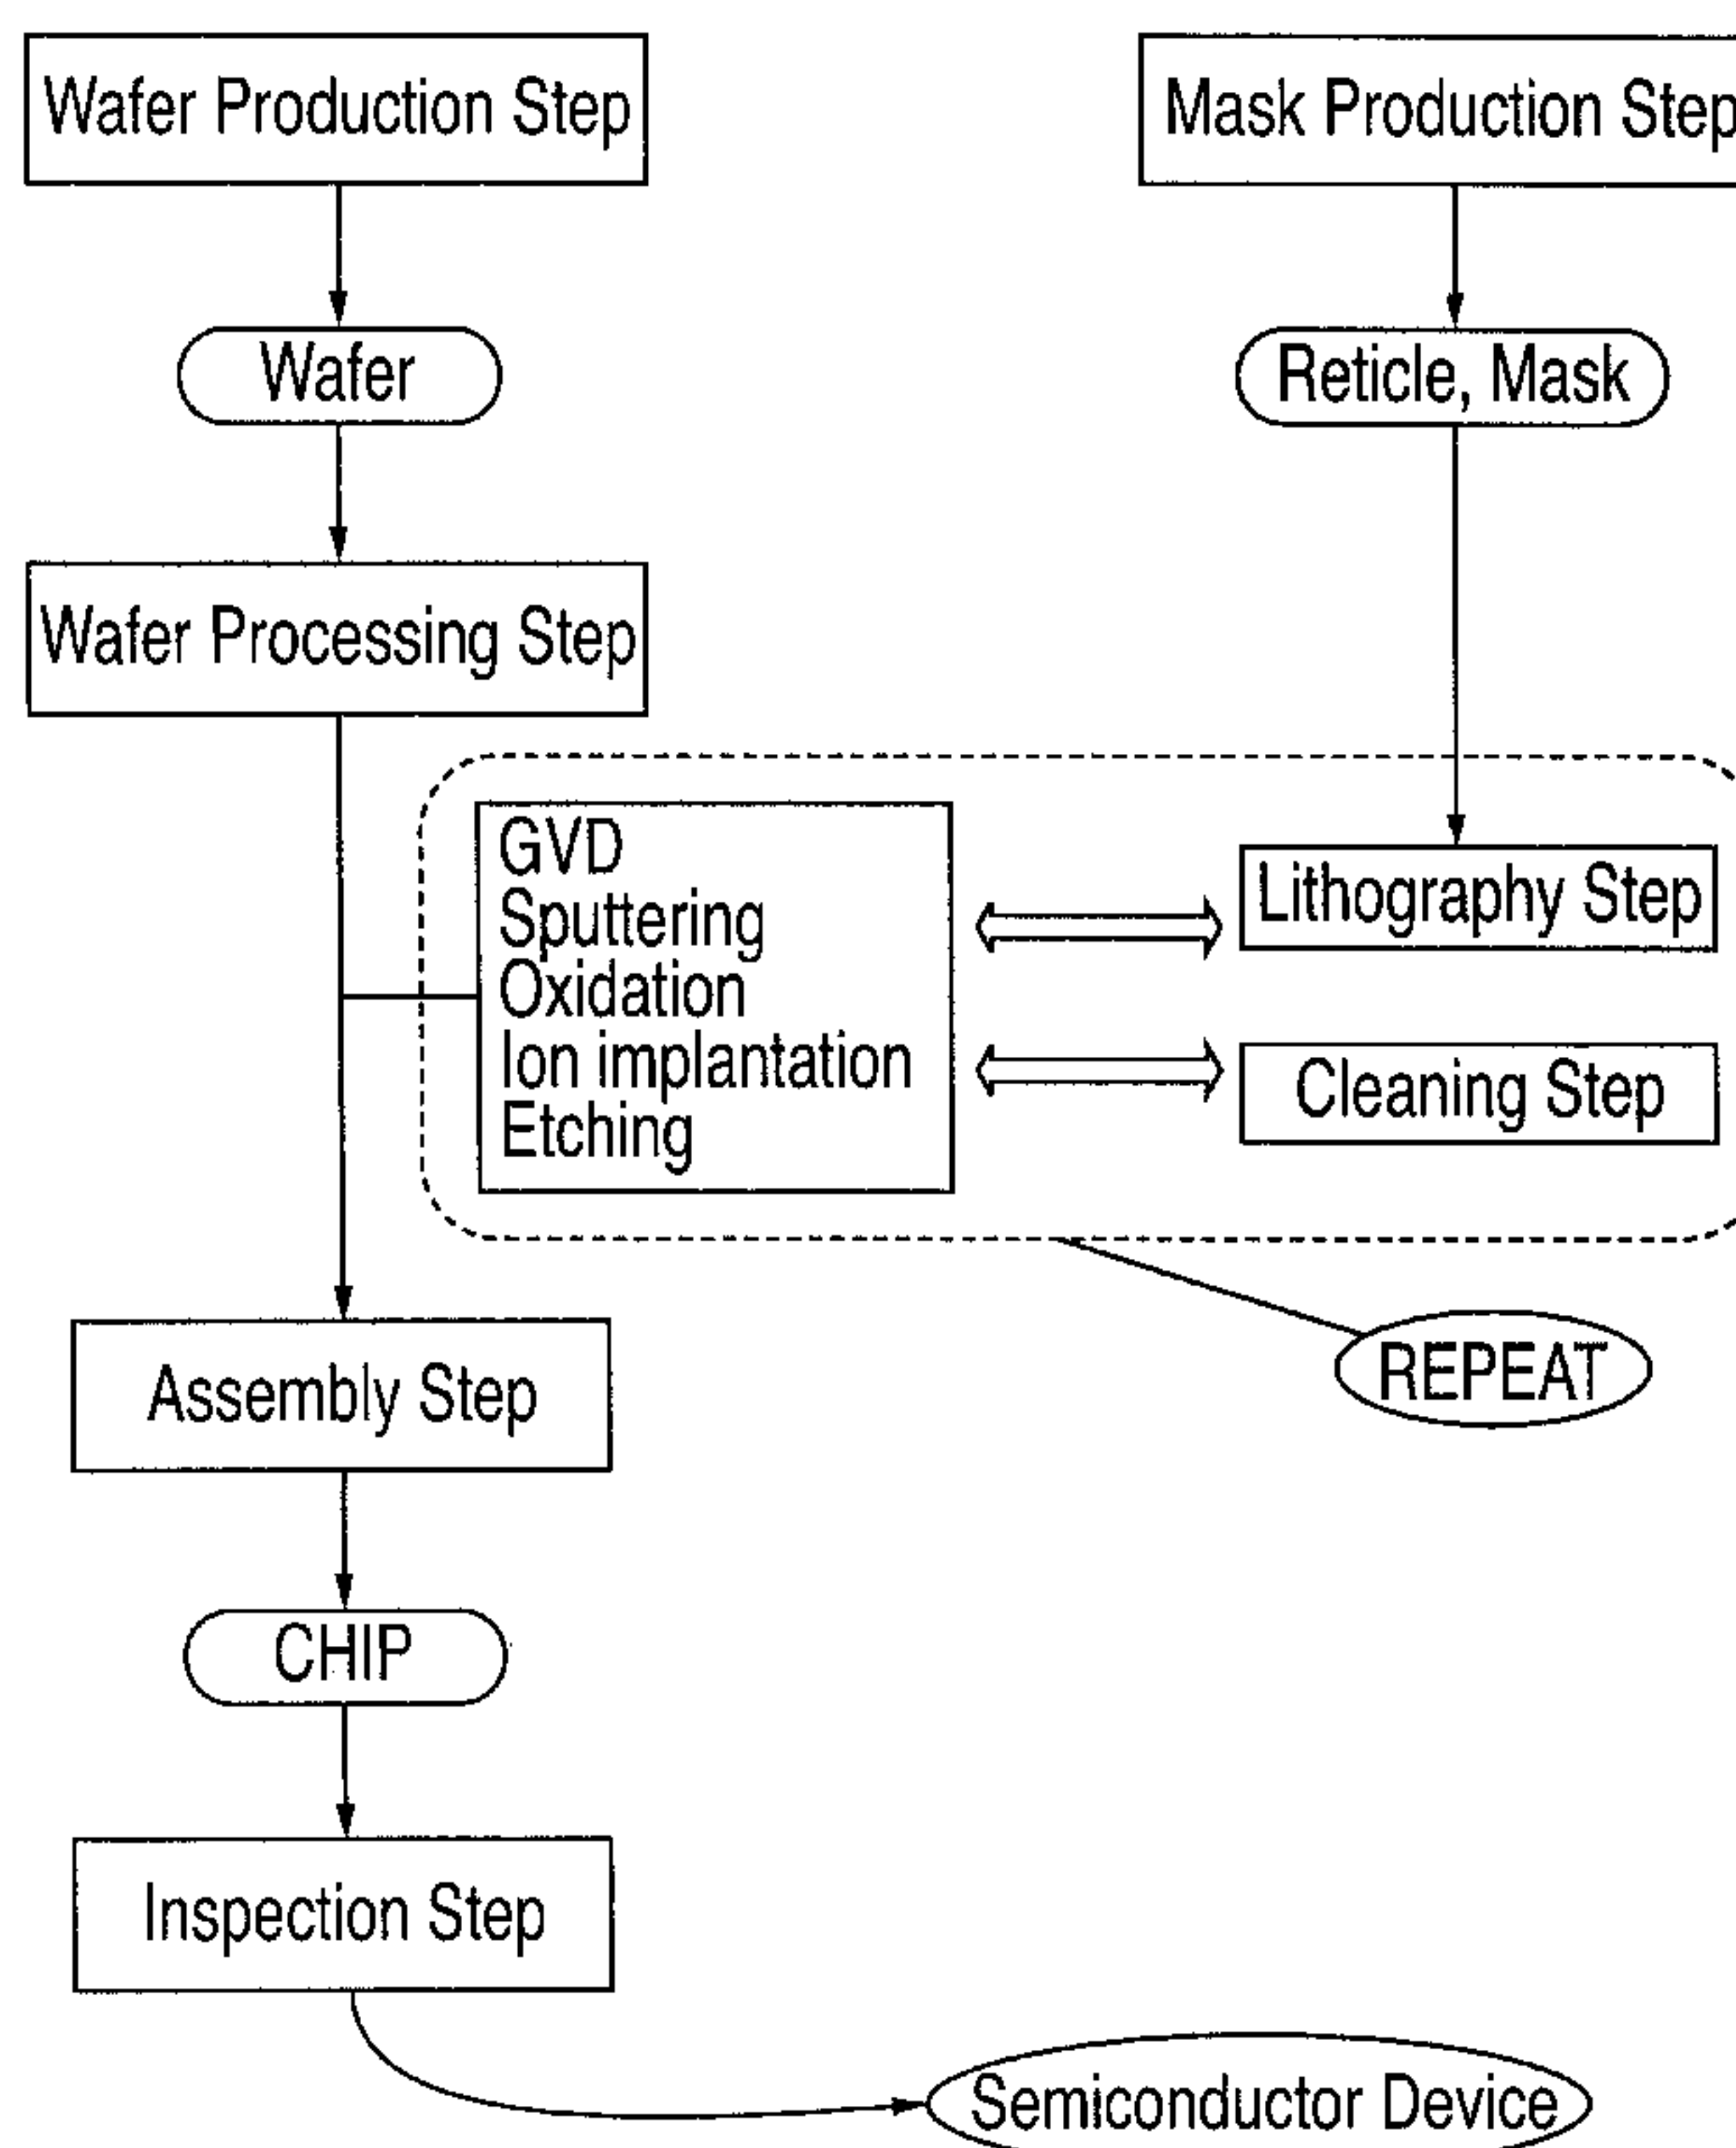 Wafer Production Step
Mask Production Step
Wafer
Reticle, Mask
Wafer Processing Step
GVD
Sputtering
Oxidation
Ion implantation
Etching
Lithography Step
Cleaning Step
REPEAT
Assembly Step
CHIP
Inspection Step
Semiconductor Device